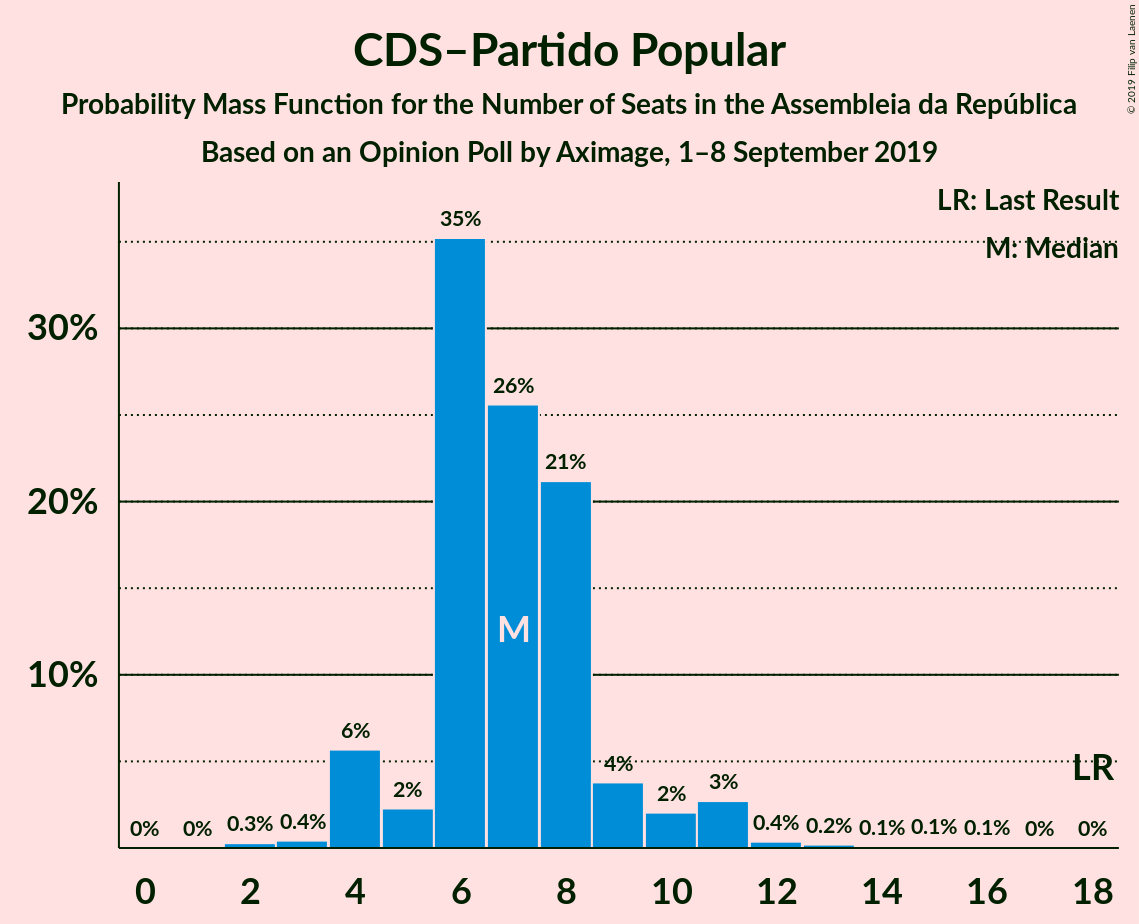 CDS–Partido Popular
Probability Mass Function for the Number of Seats in the Assembleia da República
Based on an Opinion Poll by Aximage, 1–8 September 2019
© 2019 Filip van Laenen
LR: Last Result
M: Median
35%
30%
26%
21%
20%
M
10%
6%
2%
4%
2%
3%
LR
0%
0%
0.3%
0.4%
0.4%
0.2%
0.1%
0.1%
0.1%
0%
0%
0 2 4 6 8 10 12 14 16 18